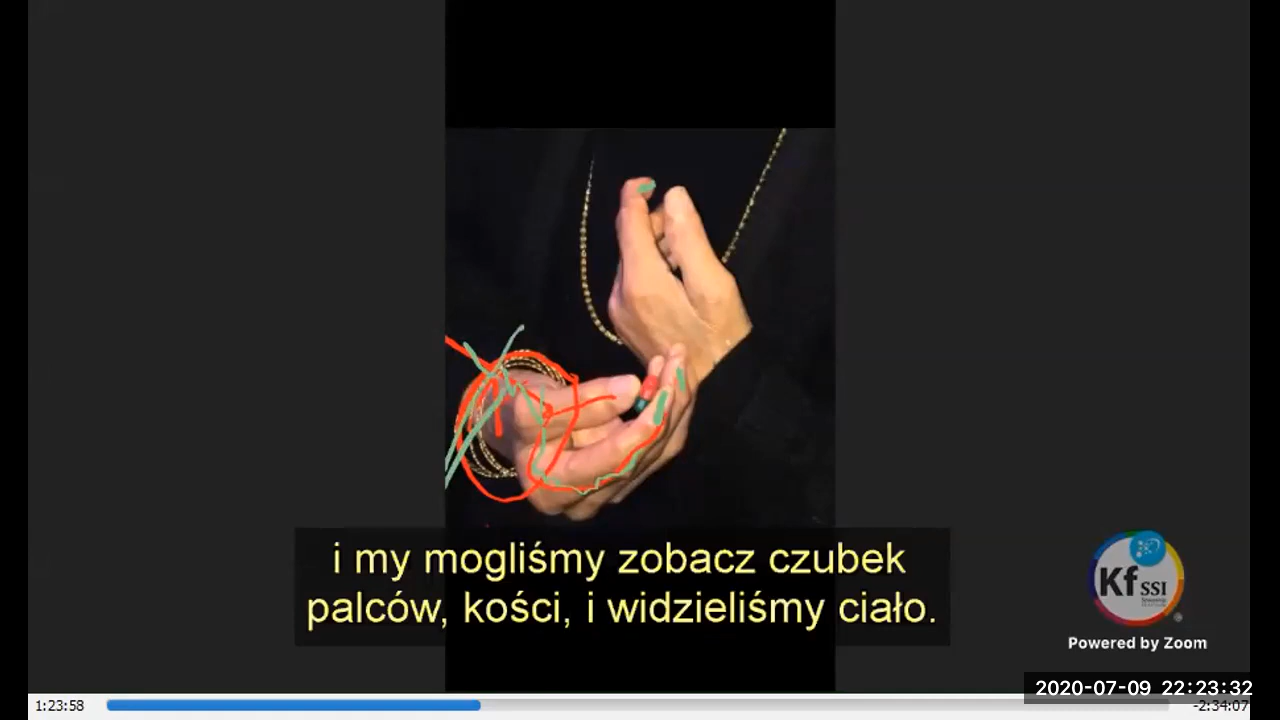 i my mogliśmy zobacz czubek
palców, kości, i widzieliśmy ciało.
Kf SSI
Powered by Zoom
2020-07-09 22:23:32
1:23:58
-2:34:07